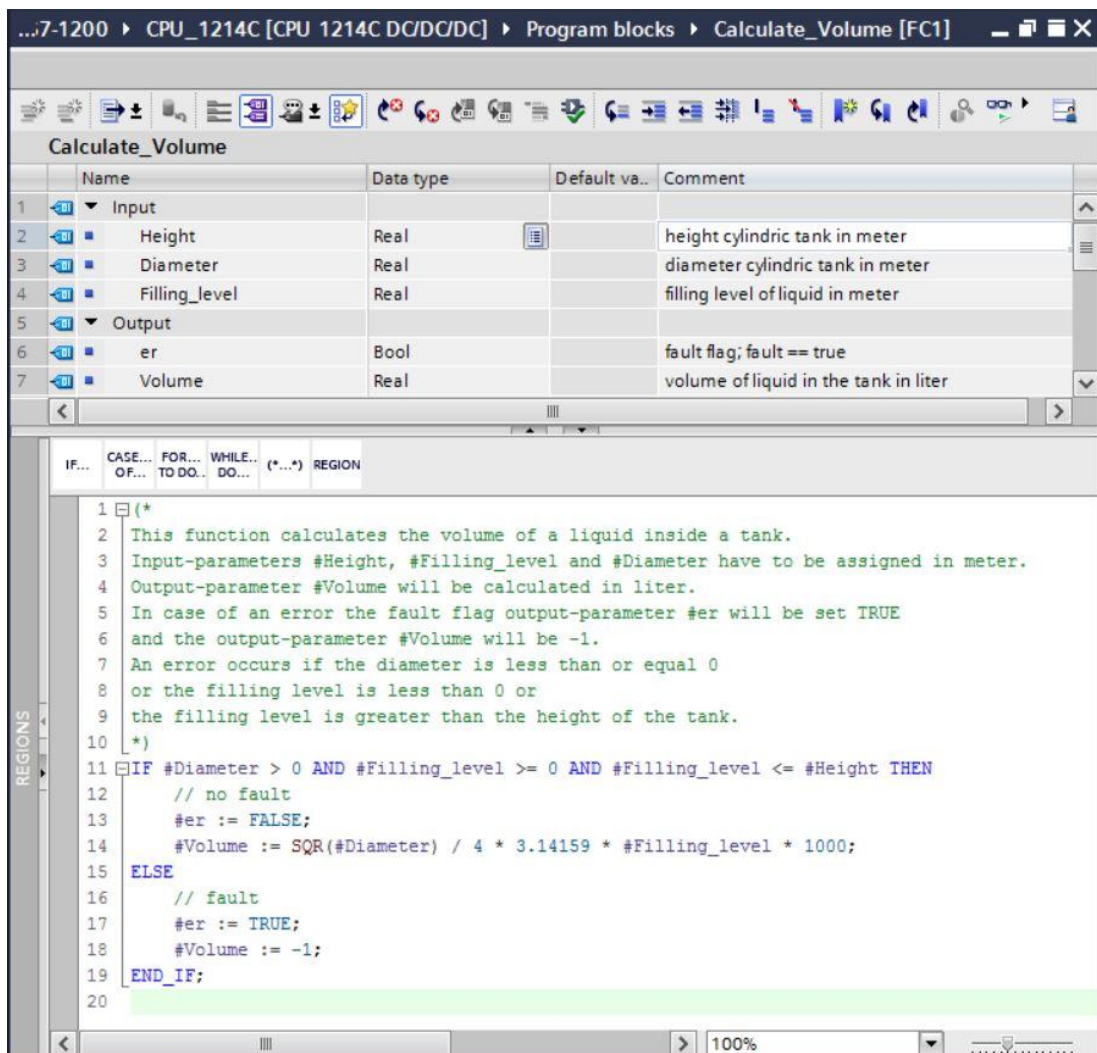 ...7-1200 ▸ CPU_1214C [CPU 1214C DC/DC/DC] ▸ Program blocks ▸ Calculate_Volume [FC1]
Calculate_Volume
Name Data type Default va... Comment
1 Input
2 Height Real height cylindric tank in meter
3 Diameter Real diameter cylindric tank in meter
4 Filling_level Real filling level of liquid in meter
5 Output
6 er Bool fault flag; fault == true
7 Volume Real volume of liquid in the tank in liter
IF... CASE... FOR... WHILE.. (*...*) REGION
OF... TO DO.. DO...
1 (*
2 This function calculates the volume of a liquid inside a tank.
3 Input-parameters #Height, #Filling_level and #Diameter have to be assigned in meter.
4 Output-parameter #Volume will be calculated in liter.
5 In case of an error the fault flag output-parameter #er will be set TRUE
6 and the output-parameter #Volume will be -1.
7 An error occurs if the diameter is less than or equal 0
8 or the filling level is less than 0 or
9 the filling level is greater than the height of the tank.
10 *)
11 IF #Diameter > 0 AND #Filling_level >= 0 AND #Filling_level <= #Height THEN
12 // no fault
13 #er := FALSE;
14 #Volume := SQR(#Diameter) / 4 * 3.14159 * #Filling_level * 1000;
15 ELSE
16 // fault
17 #er := TRUE;
18 #Volume := -1;
19 END_IF;
20
REGIONS
100%